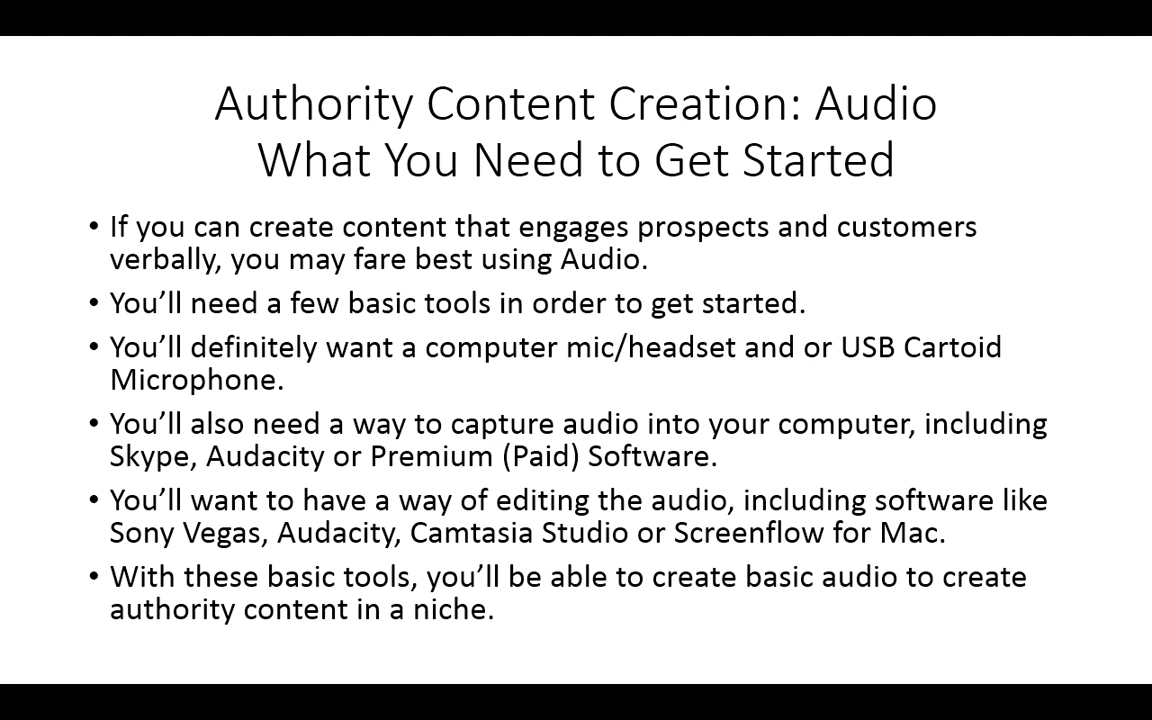 Authority Content Creation: Audio
What You Need to Get Started
• If you can create content that engages prospects and customers
verbally, you may fare best using Audio.
• You’ll need a few basic tools in order to get started.
• You’ll definitely want a computer mic/headset and or USB Cartoid
Microphone.
• You’ll also need a way to capture audio into your computer, including
Skype, Audacity or Premium (Paid) Software.
• You’ll want to have a way of editing the audio, including software like
Sony Vegas, Audacity, Camtasia Studio or Screenflow for Mac.
• With these basic tools, you’ll be able to create basic audio to create
authority content in a niche.